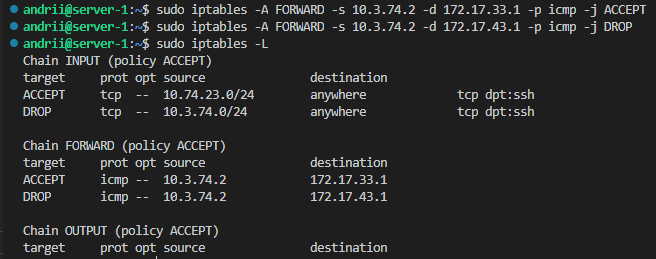 andrii@server-1:~$ sudo iptables -A FORWARD -s 10.3.74.2 -d 172.17.33.1 -p icmp -j ACCEPT
andrii@server-1:~$ sudo iptables -A FORWARD -s 10.3.74.2 -d 172.17.43.1 -p icmp -j DROP
andrii@server-1:~$ sudo iptables -L
Chain INPUT (policy ACCEPT)
target     prot opt source               destination
ACCEPT     tcp  --  10.74.23.0/24        anywhere             tcp dpt:ssh
DROP       tcp  --  10.3.74.0/24         anywhere             tcp dpt:ssh

Chain FORWARD (policy ACCEPT)
target     prot opt source               destination
ACCEPT     icmp --  10.3.74.2            172.17.33.1
DROP       icmp --  10.3.74.2            172.17.43.1

Chain OUTPUT (policy ACCEPT)
target     prot opt source               destination